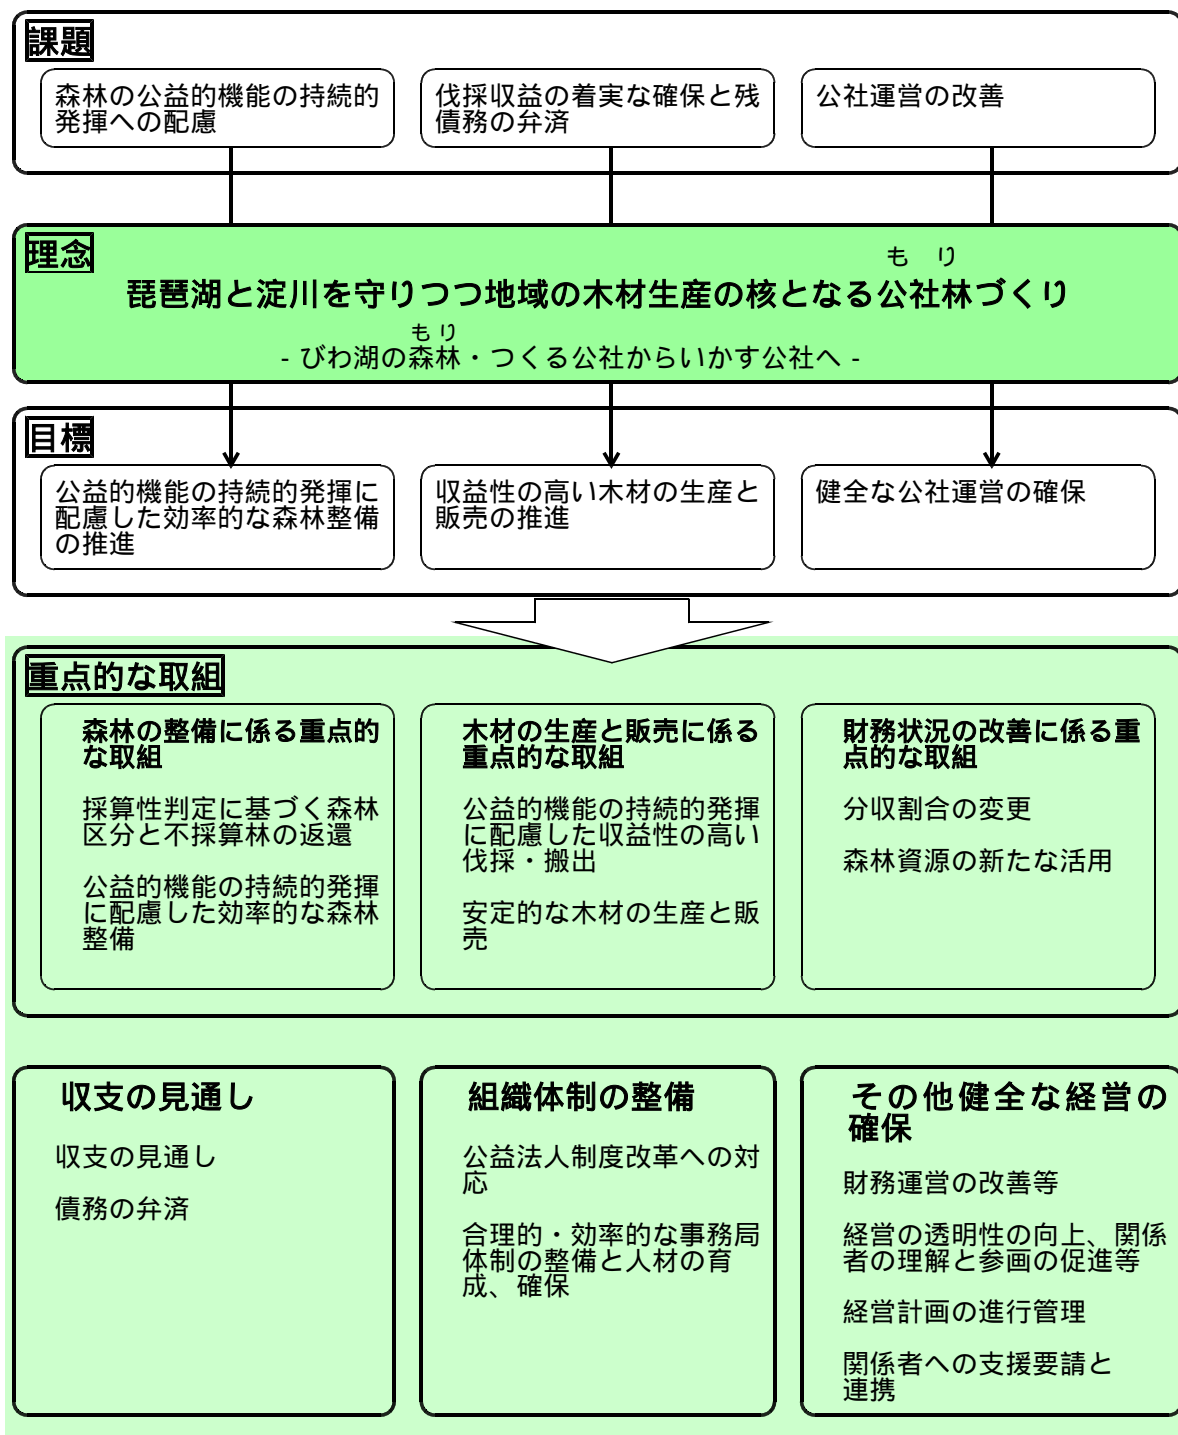 課題
森林の公益的機能の持続的
発揮への配慮
伐採収益の着実な確保と残
債務の弁済
公社運営の改善
理念
もり
琵琶湖と淀川を守りつつ地域の木材生産の核となる公社林づくり
もり
- びわ湖の森林・つくる公社からいかす公社へ -
目標
公益的機能の持続的発揮に
配慮した効率的な森林整備
の推進
収益性の高い木材の生産と
販売の推進
健全な公社運営の確保
重点的な取組
森林の整備に係る重点的
な取組
採算性判定に基づく森林
区分と不採算林の返還
公益的機能の持続的発揮
に配慮した効率的な森林
整備
木材の生産と販売に係る
重点的な取組
公益的機能の持続的発揮
に配慮した収益性の高い
伐採・搬出
安定的な木材の生産と販
売
財務状況の改善に係る重
点的な取組
分収割合の変更
森林資源の新たな活用
収支の見通し
収支の見通し
債務の弁済
組織体制の整備
公益法人制度改革への対
応
合理的・効率的な事務局
体制の整備と人材の育
成、確保
その他健全な経営の
確保
財務運営の改善等
経営の透明性の向上、関係
者の理解と参画の促進等
経営計画の進行管理
関係者への支援要請と
連携